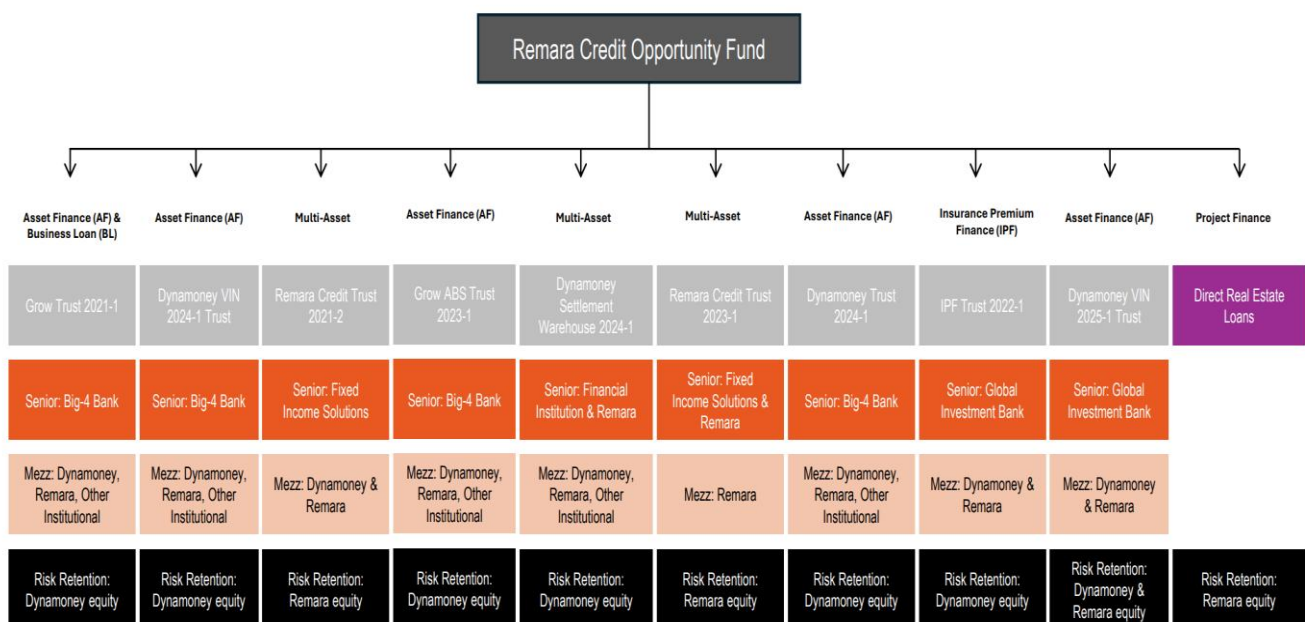 Remara Credit Opportunity Fund
Asset Finance (AF) &
Business Loan (BL)
Asset Finance (AF)
Multi-Asset
Asset Finance (AF)
Multi-Asset
Multi-Asset
Asset Finance (AF)
Insurance Premium
Finance (IPF)
Asset Finance (AF)
Project Finance
Grow Trust 2021-1
Dynamoney VIN
2024-1 Trust
Remara Credit Trust
2021-2
Grow ABS Trust
2023-1
Dynamoney
Settlement
Warehouse 2024-1
Remara Credit Trust
2023-1
Dynamoney Trust
2024-1
IPF Trust 2022-1
Dynamoney VIN
2025-1 Trust
Direct Real Estate
Loans
Senior: Big-4 Bank
Senior: Big-4 Bank
Senior: Fixed
Income Solutions
Senior: Big-4 Bank
Senior: Financial
Institution & Remara
Senior: Fixed
Income Solutions &
Remara
Senior: Big-4 Bank
Senior: Global
Investment Bank
Senior: Global
Investment Bank
Mezz: Dynamoney,
Remara, Other
Institutional
Mezz: Dynamoney,
Remara, Other
Institutional
Mezz: Dynamoney &
Remara
Mezz: Dynamoney,
Remara, Other
Institutional
Mezz: Dynamoney,
Remara, Other
Institutional
Mezz: Remara
Mezz: Dynamoney,
Remara, Other
Institutional
Mezz: Dynamoney &
Remara
Mezz: Dynamoney
& Remara
Risk Retention:
Dynamoney equity
Risk Retention:
Dynamoney equity
Risk Retention:
Remara equity
Risk Retention:
Dynamoney equity
Risk Retention:
Dynamoney equity
Risk Retention:
Remara equity
Risk Retention:
Dynamoney equity
Risk Retention:
Dynamoney equity
Risk Retention:
Dynamoney &
Remara equity
Risk Retention:
Remara equity